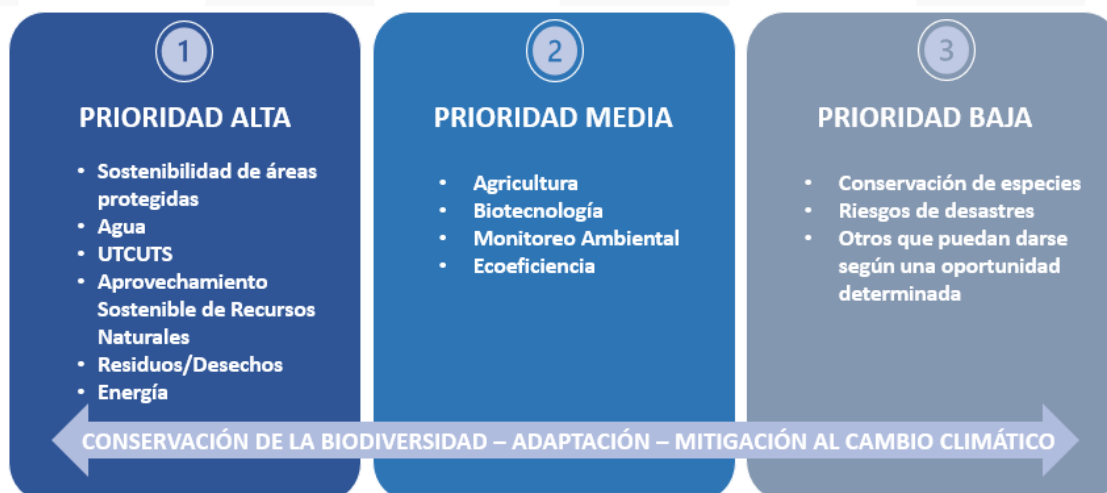 1
PRIORIDAD ALTA
• Sostenibilidad de áreas
protegidas
• Agua
• UTCUTS
• Aprovechamiento
Sostenible de Recursos
Naturales
• Residuos/Desechos
• Energía
2
PRIORIDAD MEDIA
• Agricultura
• Biotecnología
• Monitoreo Ambiental
• Ecoeficiencia
3
PRIORIDAD BAJA
• Conservación de especies
• Riesgos de desastres
• Otros que puedan darse
según una oportunidad
determinada
CONSERVACIÓN DE LA BIODIVERSIDAD – ADAPTACIÓN – MITIGACIÓN AL CAMBIO CLIMÁTICO